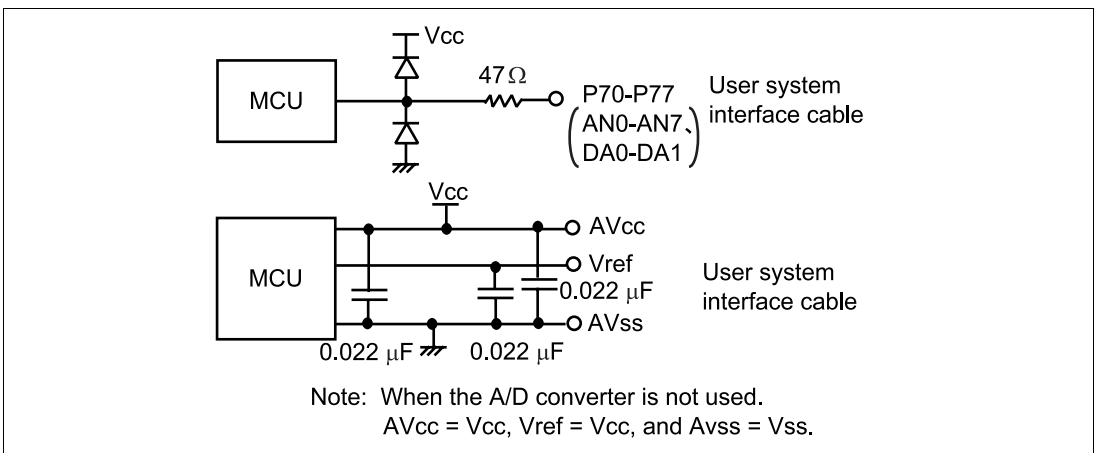 Vcc
47Ω
MCU
P70-P77
(AN0-AN7、
DA0-DA1)
User system
interface cable
Vcc
MCU
AVcc
Vref
0.022 μF
AVss
0.022 μF
0.022 μF
User system
interface cable
Note: When the A/D converter is not used.
AVcc = Vcc, Vref = Vcc, and Avss = Vss.